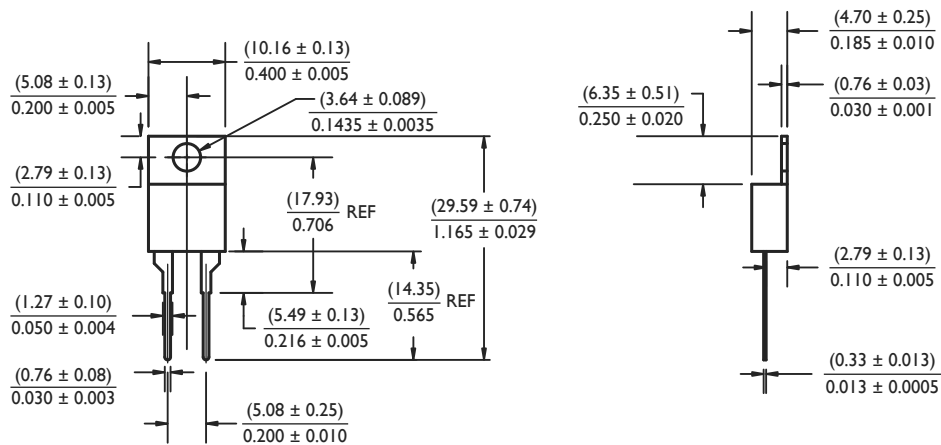 (10.16 ± 0.13)
0.400 ± 0.005
(5.08 ± 0.13)
0.200 ± 0.005
(3.64 ± 0.089)
0.1435 ± 0.0035
(2.79 ± 0.13)
0.110 ± 0.005
(17.93) REF
0.706
(29.59 ± 0.74)
1.165 ± 0.029
(14.35) REF
0.565
(1.27 ± 0.10)
0.050 ± 0.004
(5.49 ± 0.13)
0.216 ± 0.005
(0.76 ± 0.08)
0.030 ± 0.003
(5.08 ± 0.25)
0.200 ± 0.010
(4.70 ± 0.25)
0.185 ± 0.010
(0.76 ± 0.03)
0.030 ± 0.001
(6.35 ± 0.51)
0.250 ± 0.020
(2.79 ± 0.13)
0.110 ± 0.005
(0.33 ± 0.013)
0.013 ± 0.0005